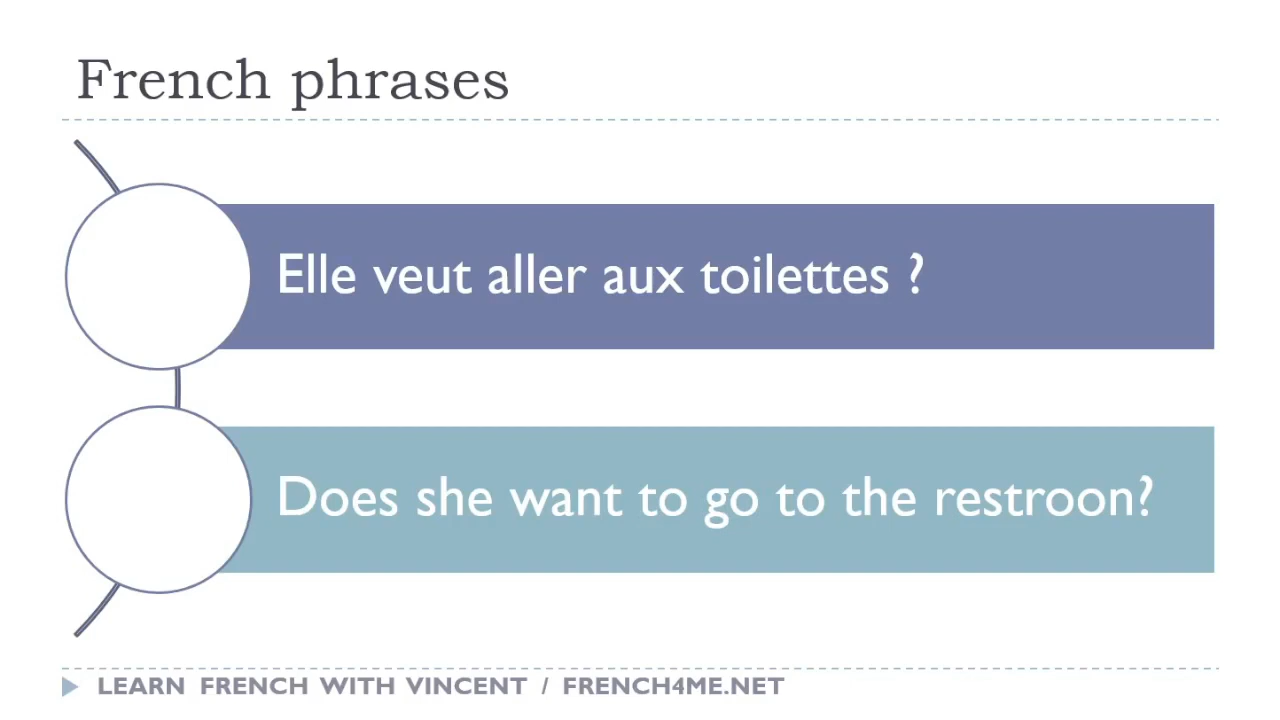 French phrases
Elle veut aller aux toilettes ?
Does she want to go to the restroon?
LEARN FRENCH WITH VINCENT / FRENCH4ME.NET